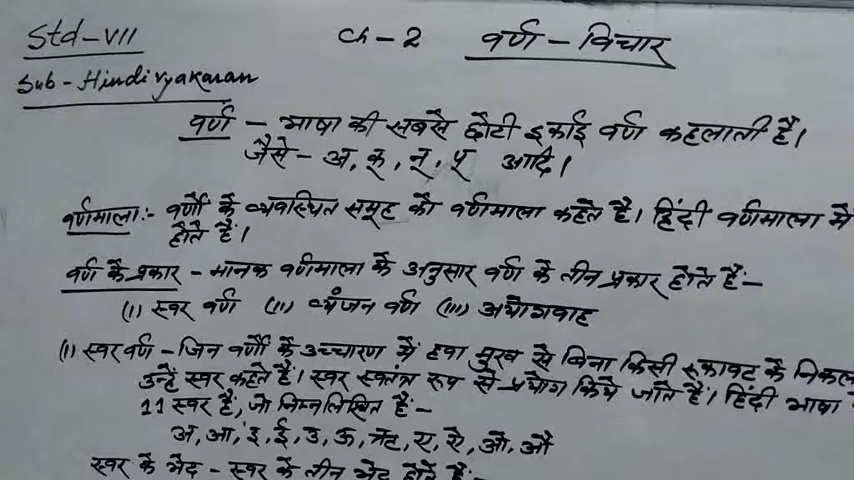 Std-VII
Ch-2 वर्ण-विचार
Sub-Hindi vyakaran
वर्ण - भाषा की सबसे छोटी इकाई वर्ण कहलाती है।
जैसे- अ, क्, न्, प् आदि।
वर्णमाला:- वर्णों के व्यवस्थित समूह को वर्णमाला कहते है। हिंदी वर्णमाला में
होते हैं।
वर्ण के प्रकार - मानक वर्णमाला के अनुसार वर्ण के तीन प्रकार होते हैं:-
(i) स्वर वर्ण (ii) व्यंजन वर्ण (iii) अयोगवाह
(i) स्वर वर्ण - जिन वर्णों के उच्चारण में हवा मुख से बिना किसी रुकावट के निकल
उन्हें स्वर कहते हैं। स्वर स्वतंत्र रूप से प्रयोग किये जाते हैं। हिंदी भाषा
11 स्वर हैं, जो निम्नलिखित हैं-
अ, आ, इ, ई, उ, ऊ, ऋ, ए, ऐ, ओ, औ
स्वर के भेद - स्वर के तीन भेद होते हैं:-